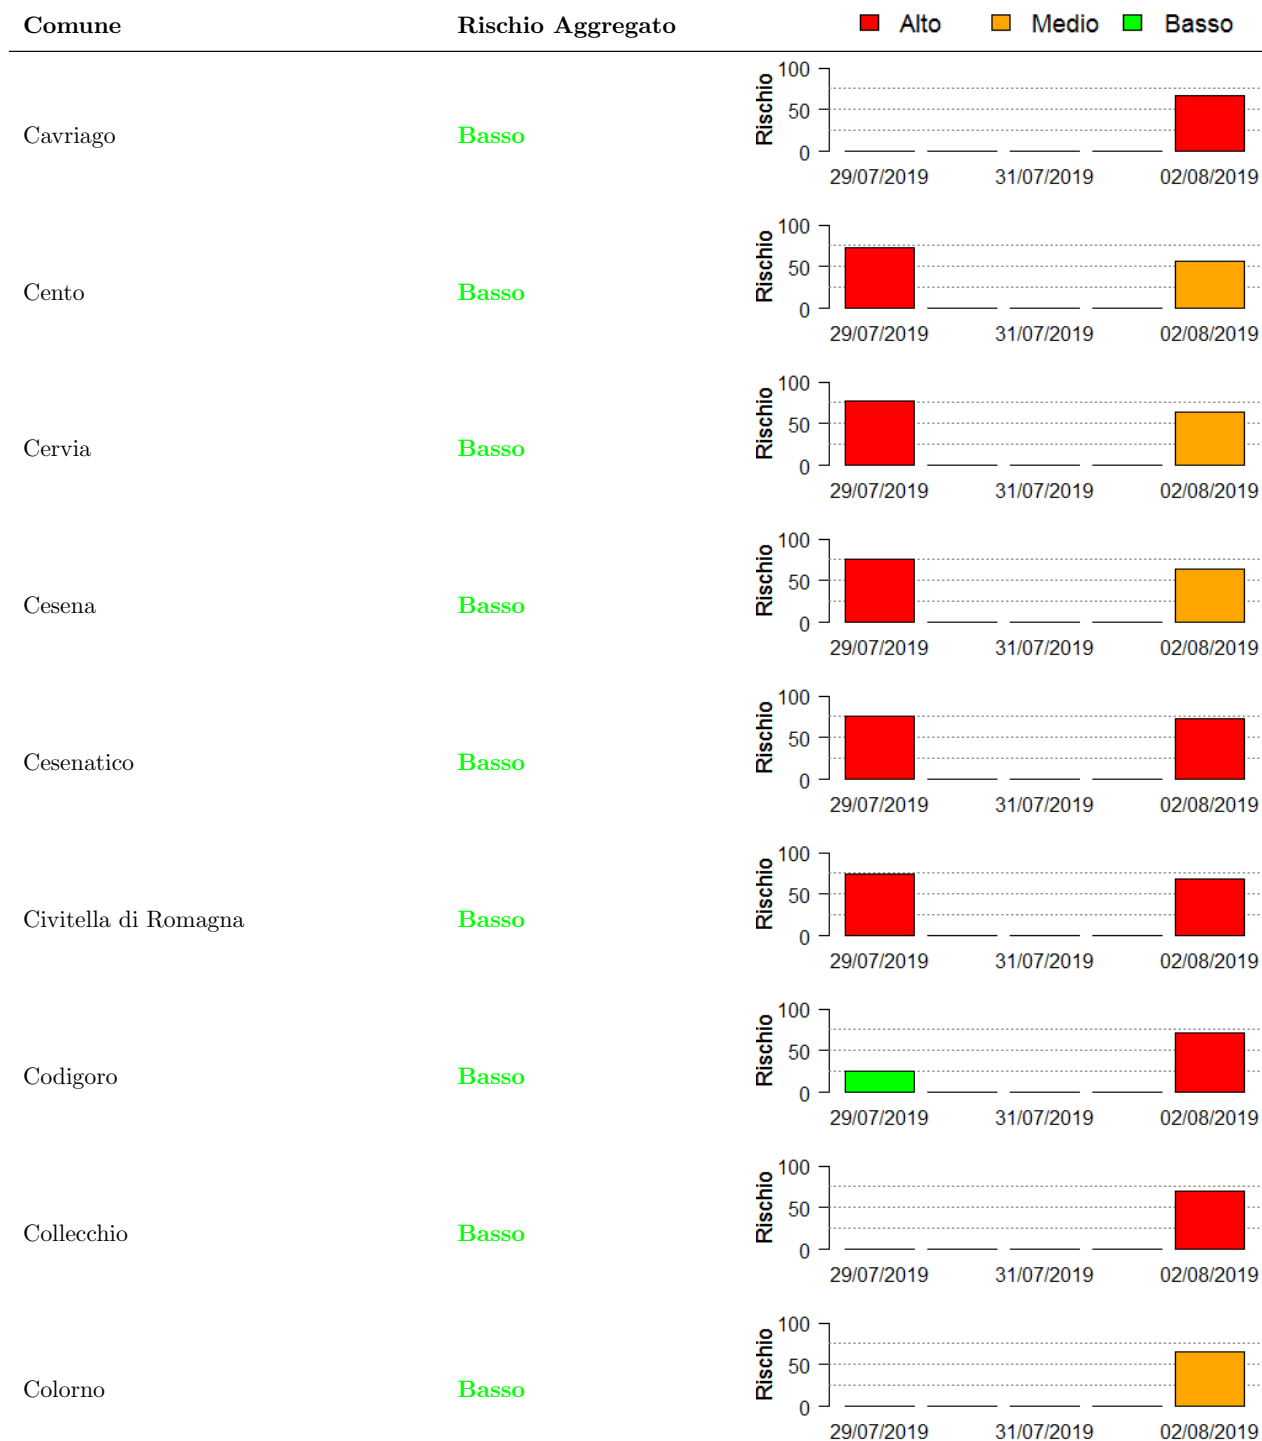 Comune Rischio Aggregato Alto Medio Basso
100
50
0
Rischio
Cavriago Basso
29/07/2019 31/07/2019 02/08/2019
100
50
0
Rischio
Cento Basso
29/07/2019 31/07/2019 02/08/2019
100
50
0
Rischio
Cervia Basso
29/07/2019 31/07/2019 02/08/2019
100
50
0
Rischio
Cesena Basso
29/07/2019 31/07/2019 02/08/2019
100
50
0
Rischio
Cesenatico Basso
29/07/2019 31/07/2019 02/08/2019
100
50
0
Rischio
Civitella di Romagna Basso
29/07/2019 31/07/2019 02/08/2019
100
50
0
Rischio
Codigoro Basso
29/07/2019 31/07/2019 02/08/2019
100
50
0
Rischio
Collecchio Basso
29/07/2019 31/07/2019 02/08/2019
100
50
0
Rischio
Colorno Basso
29/07/2019 31/07/2019 02/08/2019